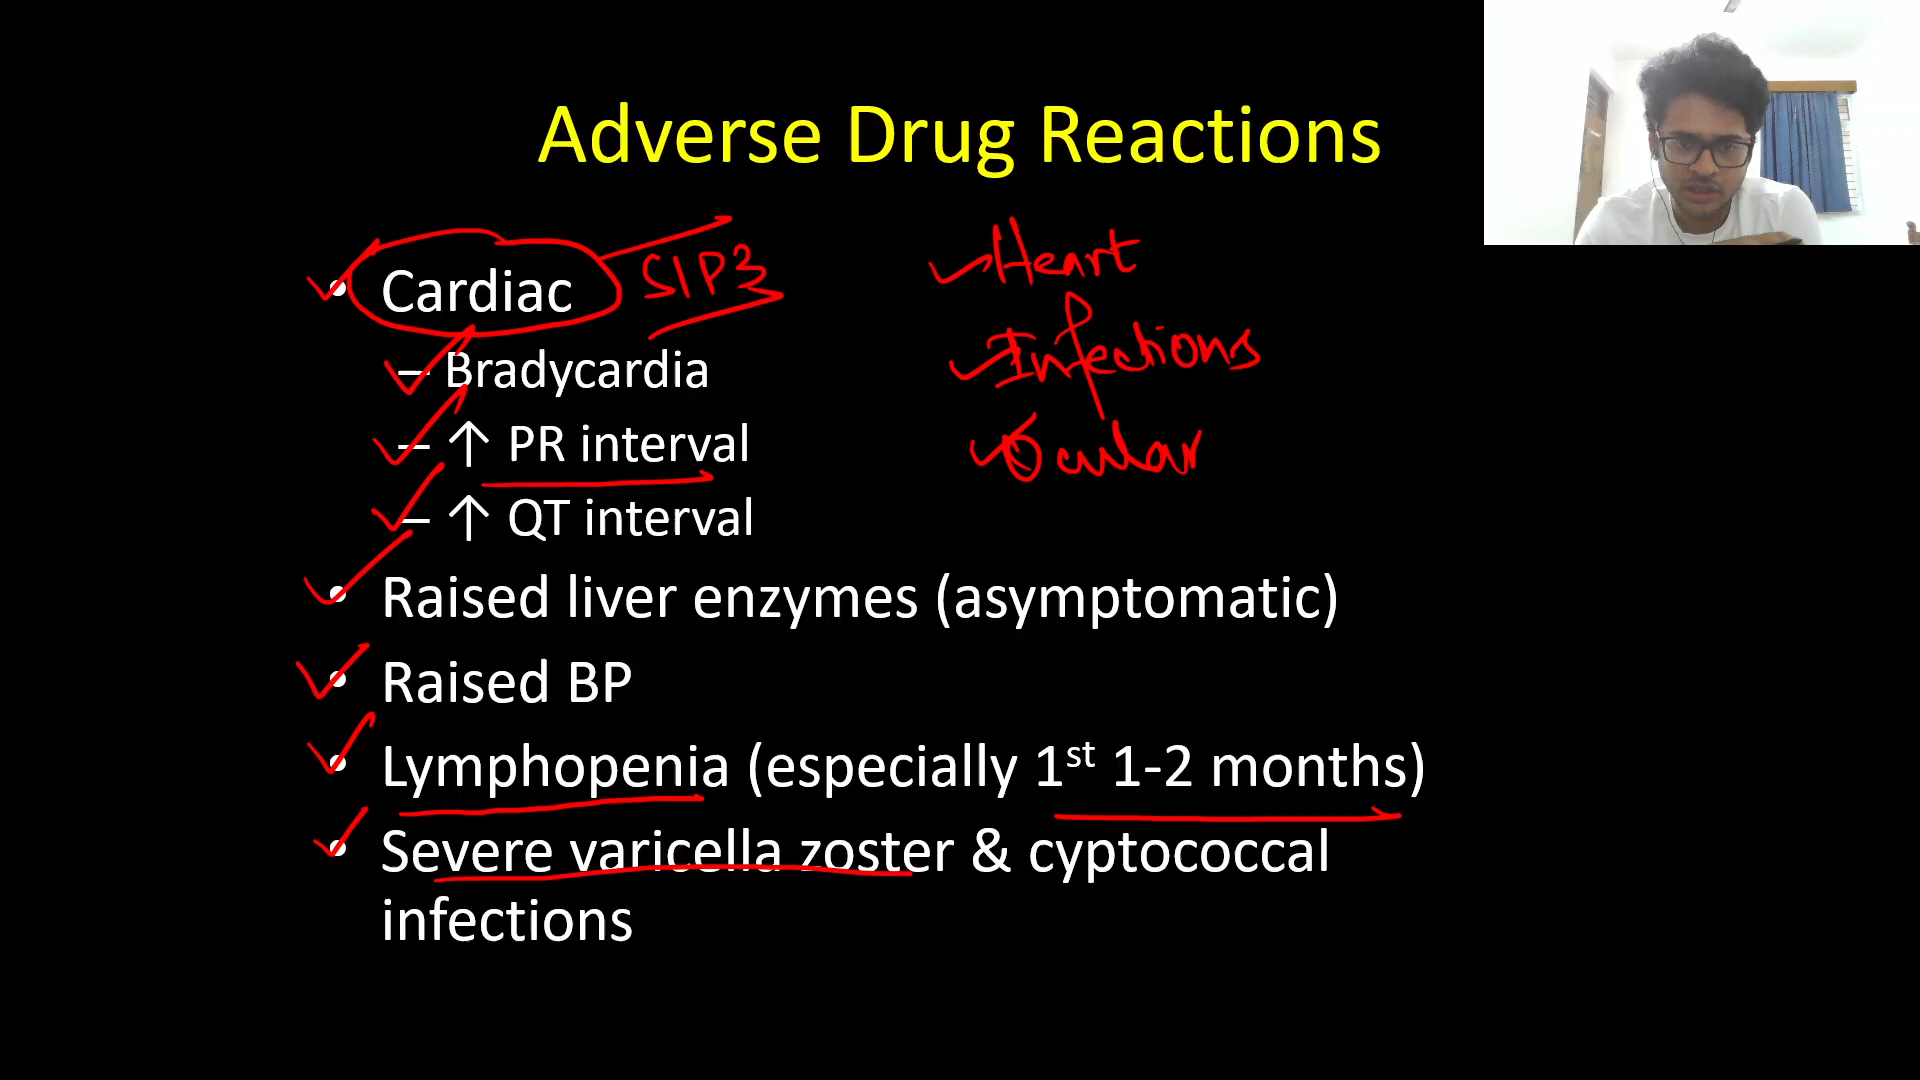 Adverse Drug Reactions
• Cardiac S1P3
– Bradycardia
– ↑ PR interval
– ↑ QT interval
• Raised liver enzymes (asymptomatic)
• Raised BP
• Lymphopenia (especially 1st 1-2 months)
• Severe varicella zoster & cyptococcal
infections
Heart
Infections
Ocular